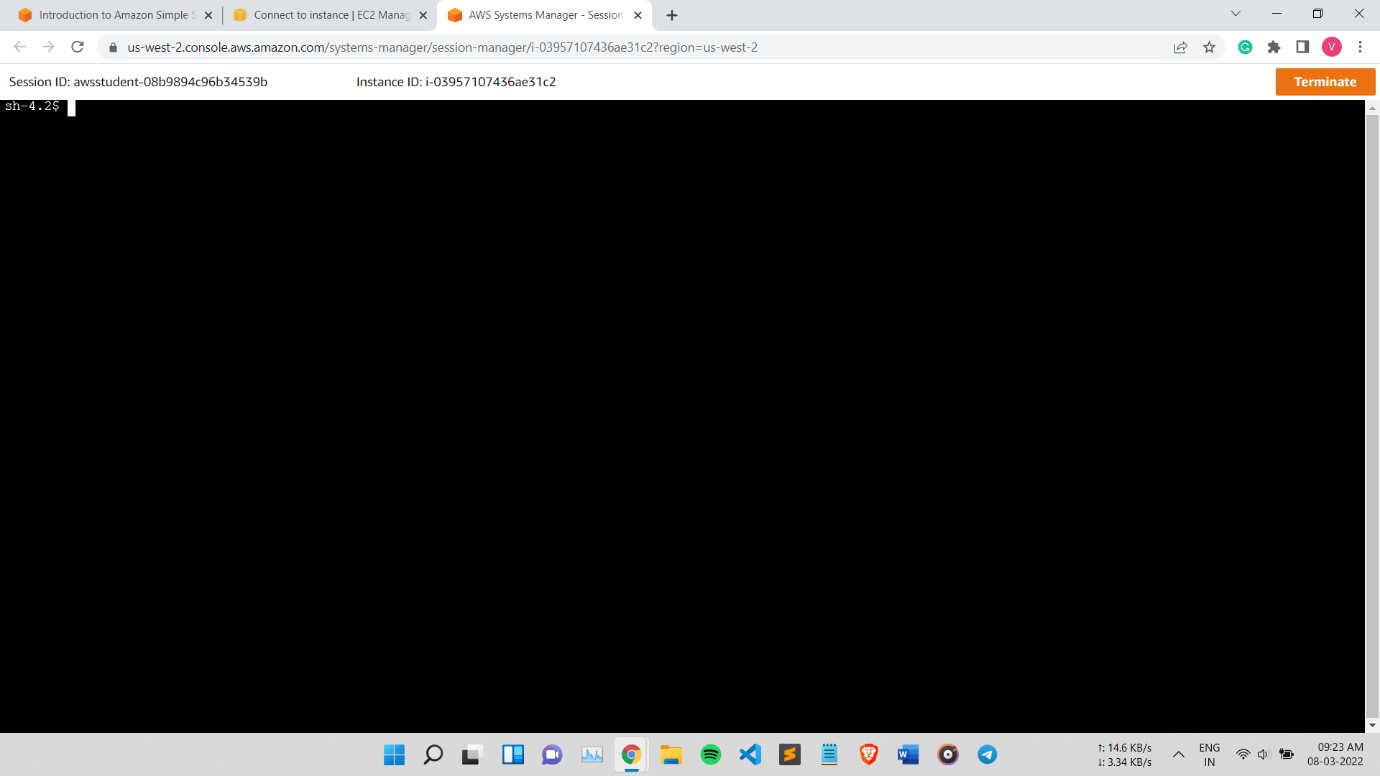 Introduction to Amazon Simple S
Connect to instance | EC2 Manag
AWS Systems Manager - Session
us-west-2.console.aws.amazon.com/systems-manager/session-manager/i-03957107436ae31c2?region=us-west-2
V
Session ID: awsstudent-08b9894c96b34539b
Instance ID: i-03957107436ae31c2
Terminate
sh-4.2$
↑: 14.6 KB/s
↓: 3.34 KB/s
ENG
IN
09:23 AM
08-03-2022